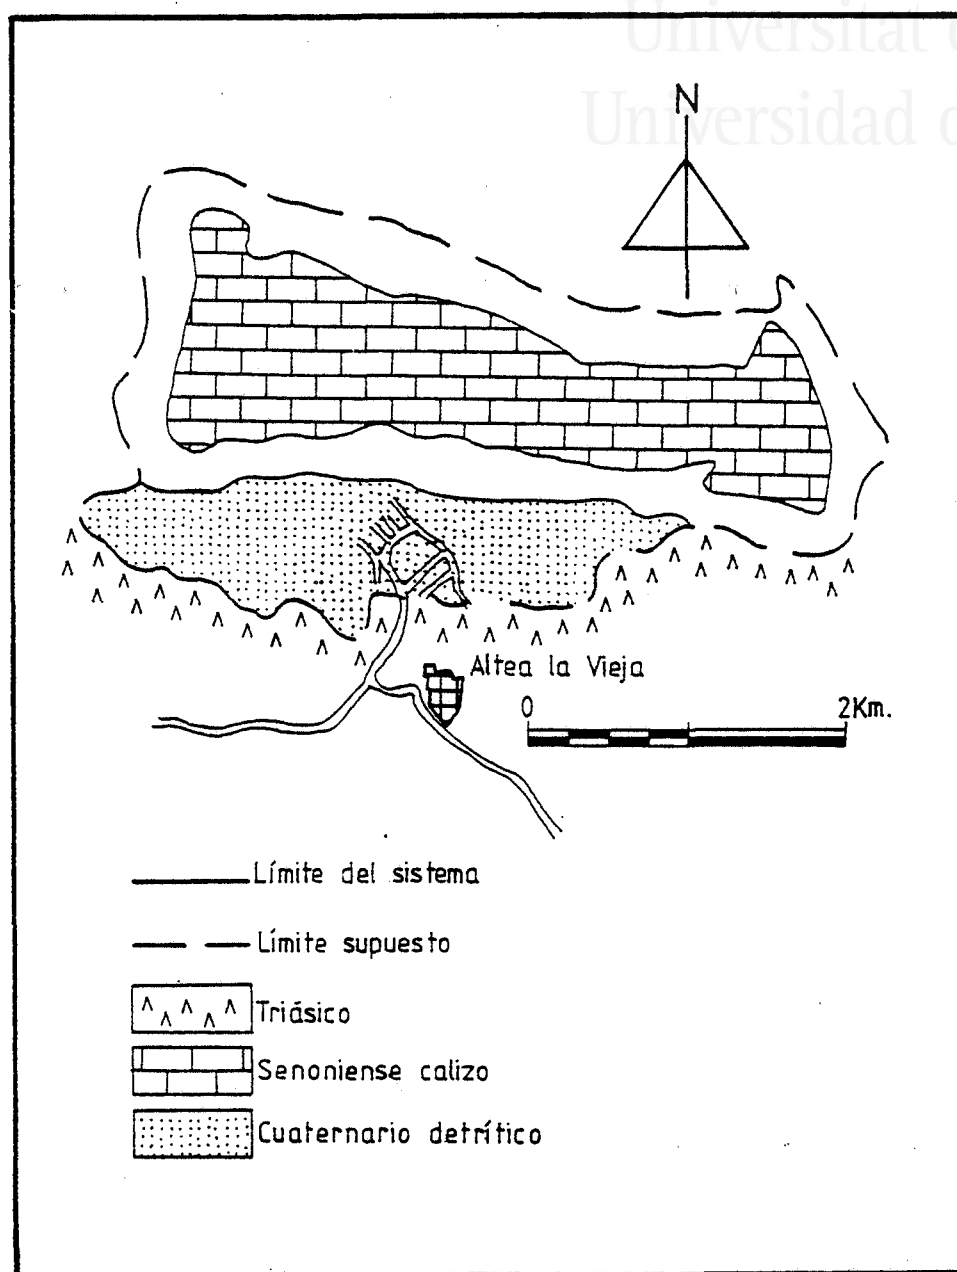 Universitat
Universidad
N
Altea la Vieja
0 2Km.
Límite del sistema
Límite supuesto
Triásico
Senoniense calizo
Cuaternario detrítico